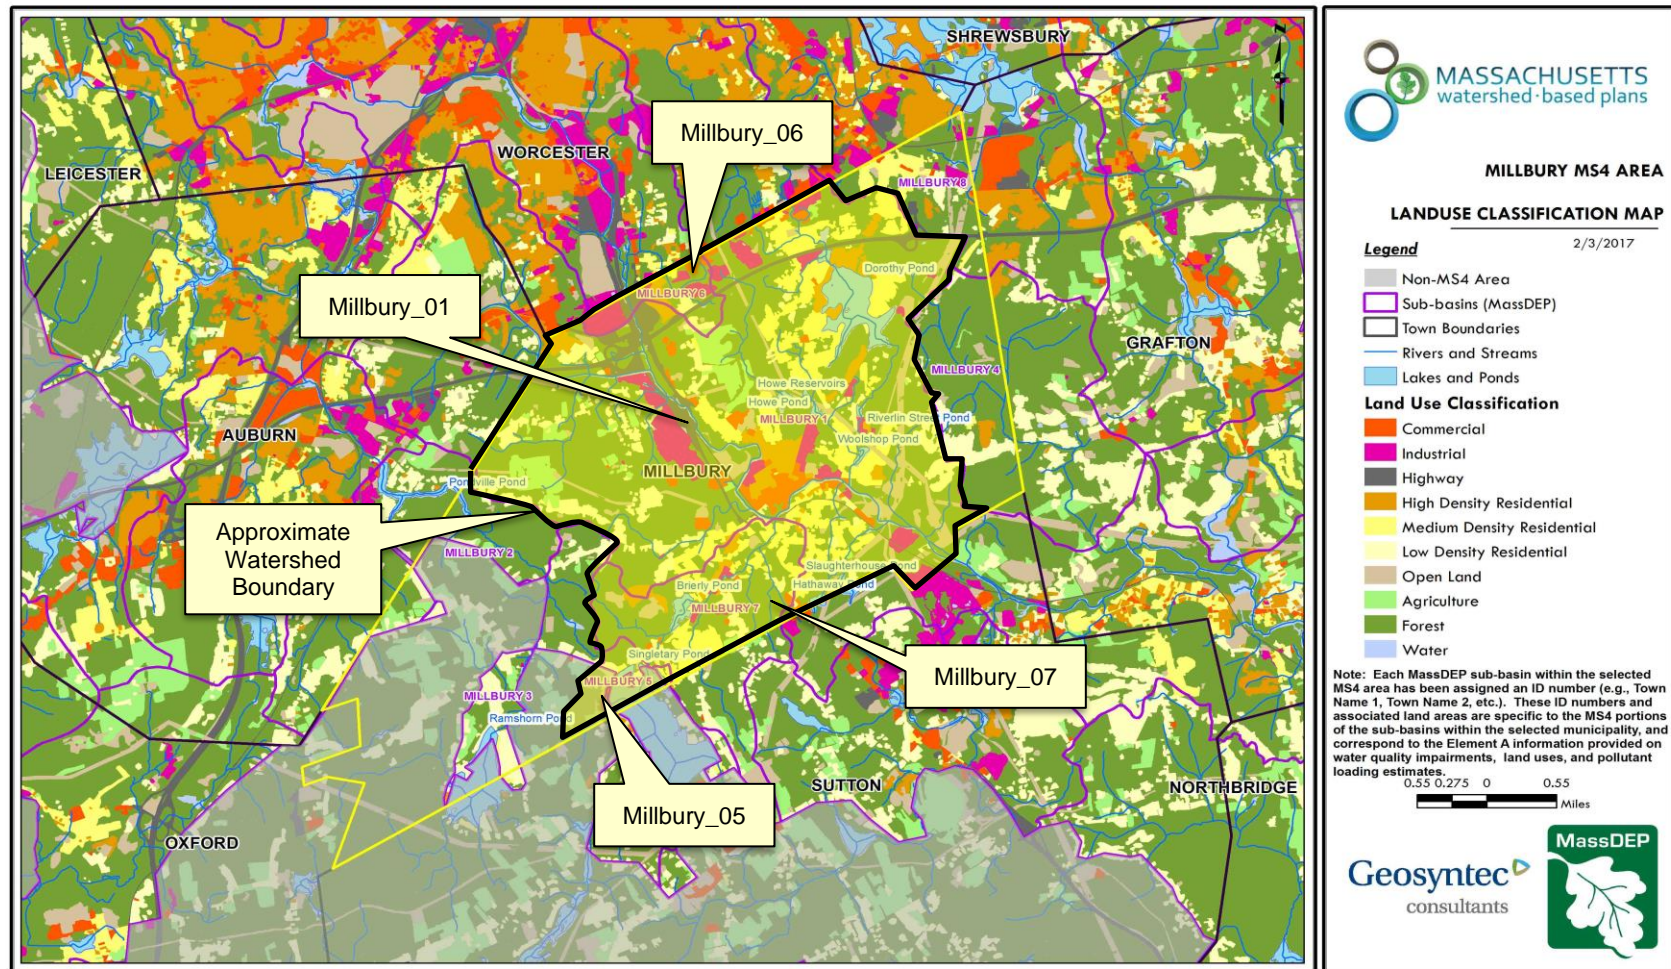 SHREWSBURY
Millbury_06
WORCESTER
LEICESTER
MILLBURY 8
Dorothy Pond
Millbury_01
MILLBURY 6
GRAFTON
MILLBURY 4
Howe Reservoirs
Howe Pond
MILLBURY 1
Riverlin Street Pond
AUBURN
Woolshop Pond
MILLBURY
Pondville Pond
Approximate
Watershed
Boundary
MILLBURY 2
Slaughterhouse Pond
Brierly Pond
Hathaway Pond
MILLBURY 7
Singletary Pond
Millbury_07
MILLBURY 5
MILLBURY 3
Ramshorn Pond
SUTTON
NORTHBRIDGE
Millbury_05
OXFORD
MASSACHUSETTS
watershed·based plans
MILLBURY MS4 AREA
LANDUSE CLASSIFICATION MAP
2/3/2017
Legend
Non-MS4 Area
Sub-basins (MassDEP)
Town Boundaries
Rivers and Streams
Lakes and Ponds
Land Use Classification
Commercial
Industrial
Highway
High Density Residential
Medium Density Residential
Low Density Residential
Open Land
Agriculture
Forest
Water
Note: Each MassDEP sub-basin within the selected
MS4 area has been assigned an ID number (e.g., Town
Name 1, Town Name 2, etc.). These ID numbers and
associated land areas are specific to the MS4 portions
of the sub-basins within the selected municipality, and
correspond to the Element A information provided on
water quality impairments, land uses, and pollutant
loading estimates.
0.55 0.275 0 0.55
Miles
Geosyntec
consultants
MassDEP